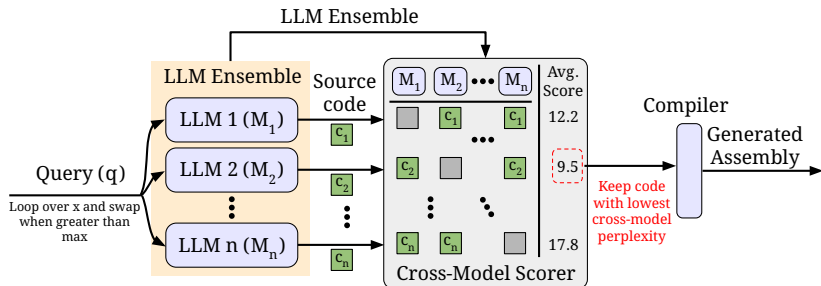 LLM Ensemble
LLM Ensemble
Source
code
Query (q)
Loop over x and swap
when greater than
max
LLM 1 (M1)
LLM 2 (M2)
LLM n (Mn)
c1
c2
cn
M1 M2 ••• Mn
Avg.
Score
c1 c1 12.2
c2 c2 9.5
cn cn 17.8
Cross-Model Scorer
Keep code
with lowest
cross-model
perplexity
Compiler
Generated
Assembly